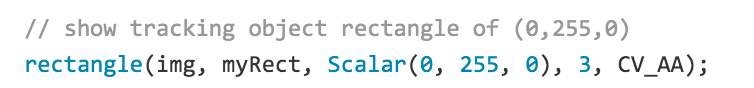 // show tracking object rectangle of (0,255,0)
rectangle(img, myRect, Scalar(0, 255, 0), 3, CV_AA);